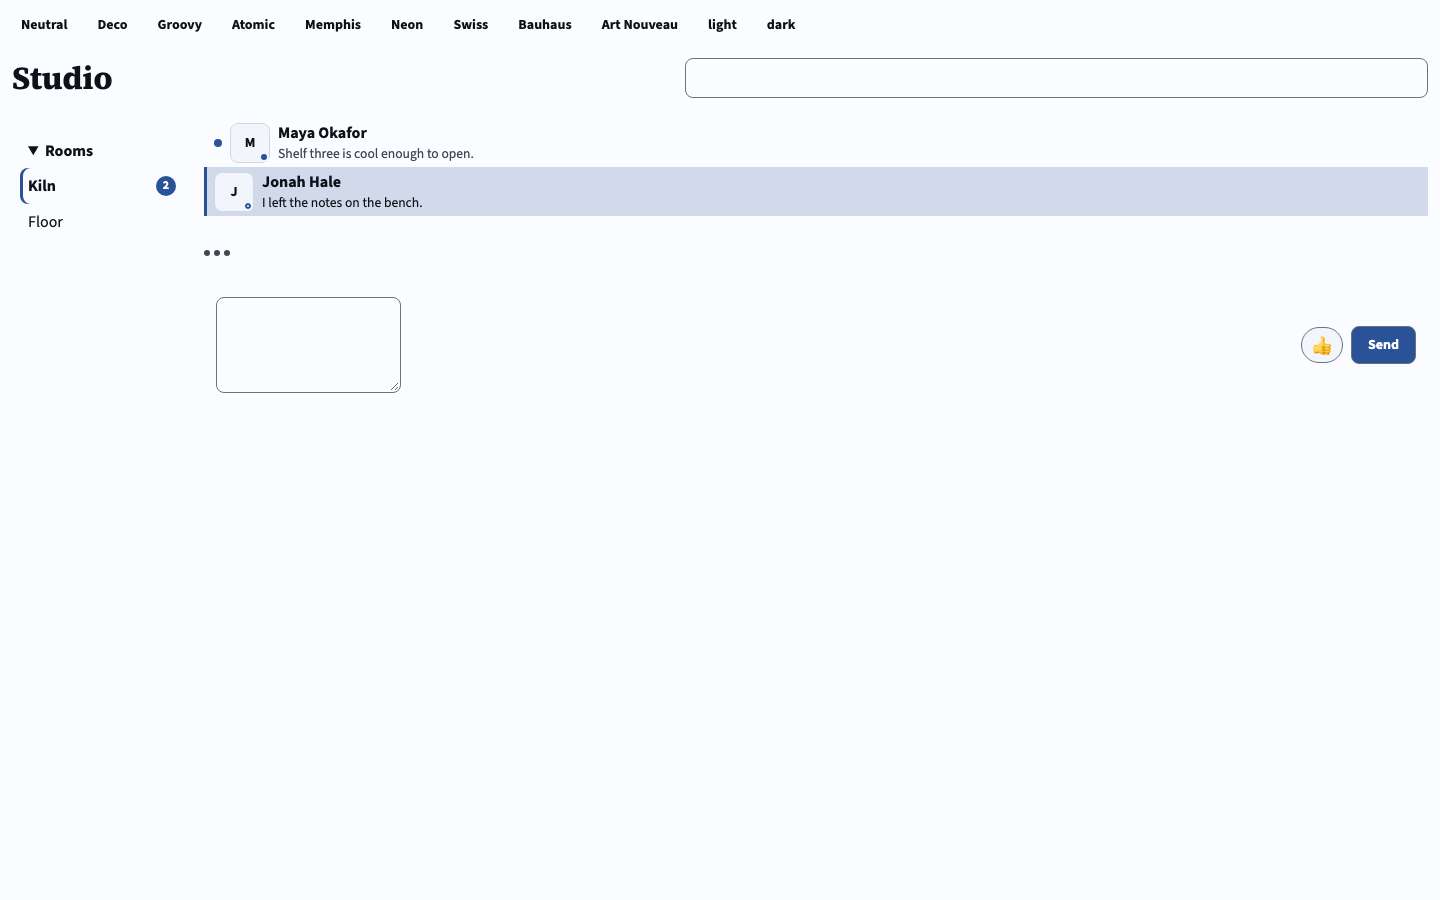 Neutral Deco Groovy Atomic Memphis Neon Swiss Bauhaus Art Nouveau light dark
Studio
Rooms
Kiln 2
Floor
M
Maya Okafor
Shelf three is cool enough to open.
J
Jonah Hale
I left the notes on the bench.
Send